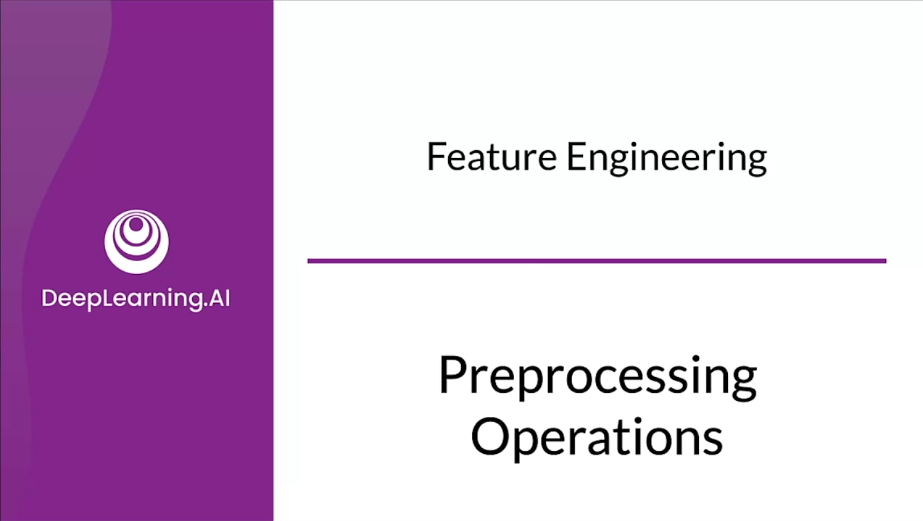 Feature Engineering
DeepLearning.AI
Preprocessing
Operations